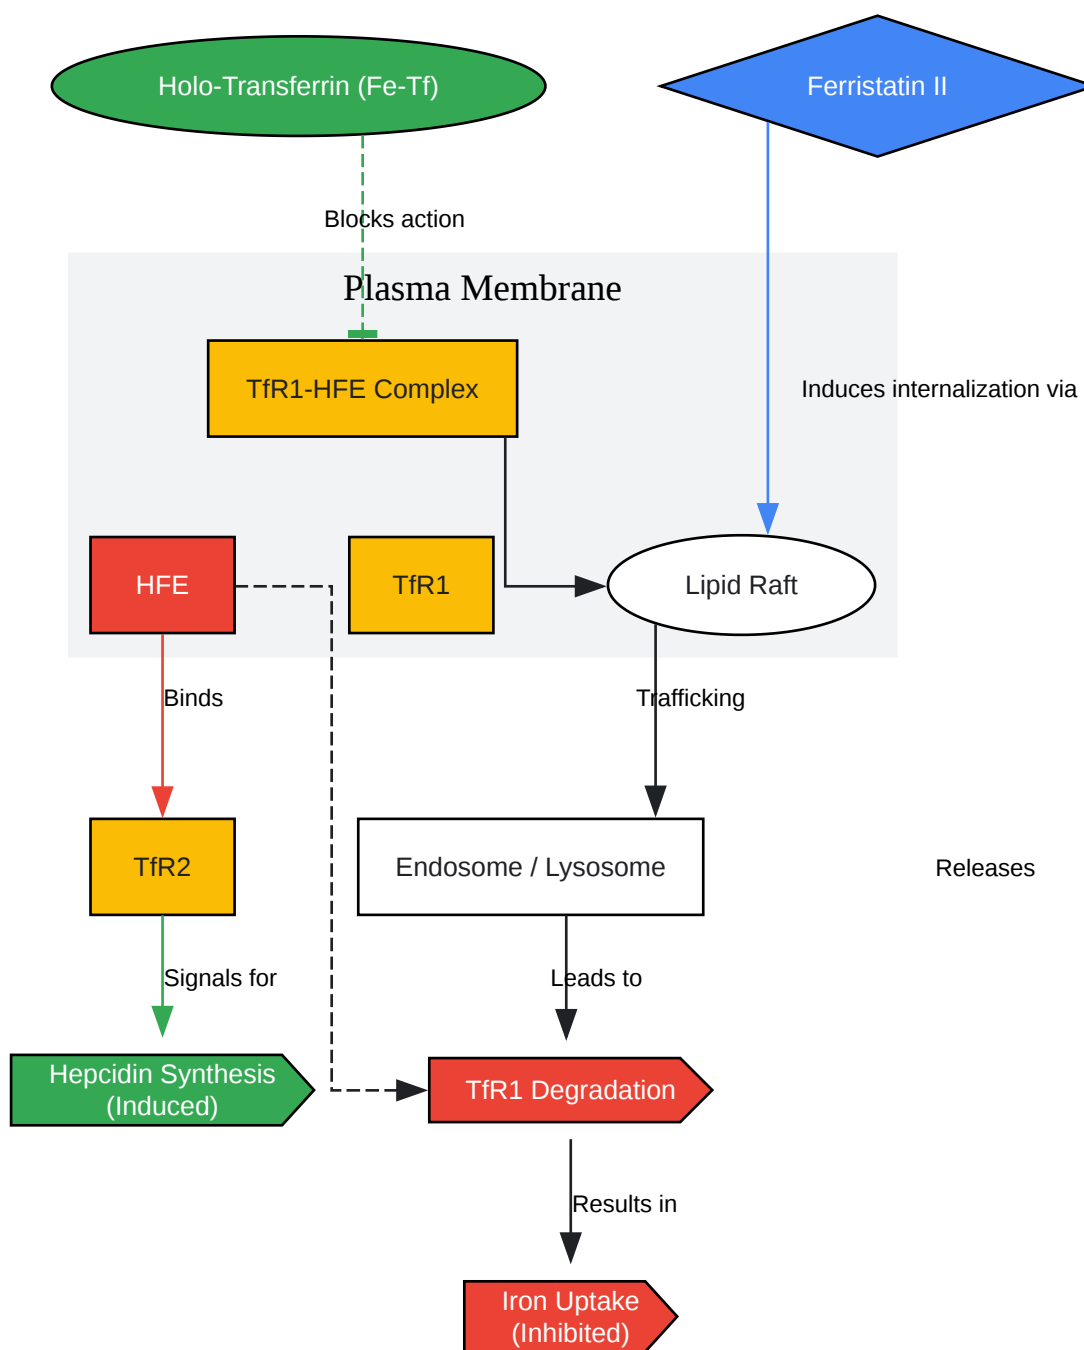 Holo-Transferrin (Fe-Tf)
Ferristatin II
Blocks action
Plasma Membrane
TfR1-HFE Complex
Induces internalization via
HFE
TfR1
Lipid Raft
Binds
Trafficking
TfR2
Endosome / Lysosome
Releases
Signals for
Leads to
Hepcidin Synthesis
(Induced)
TfR1 Degradation
Results in
Iron Uptake
(Inhibited)